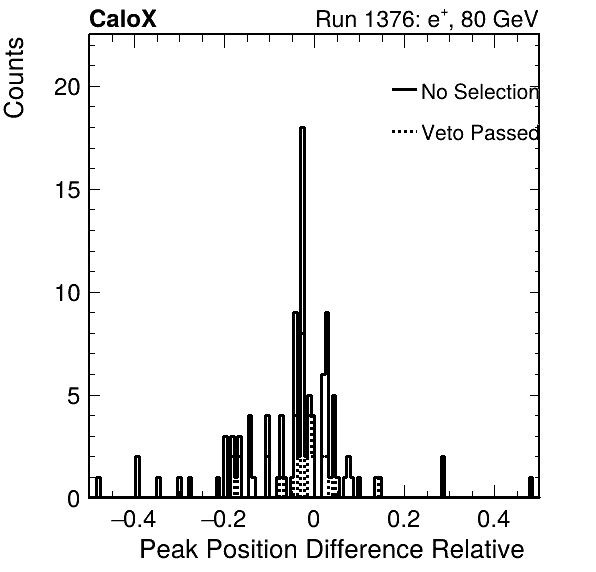 CaloX
Run 1376: e⁺, 80 GeV
Counts
No Selection
Veto Passed
20
15
10
5
0
−0.4 −0.2 0 0.2 0.4
Peak Position Difference Relative